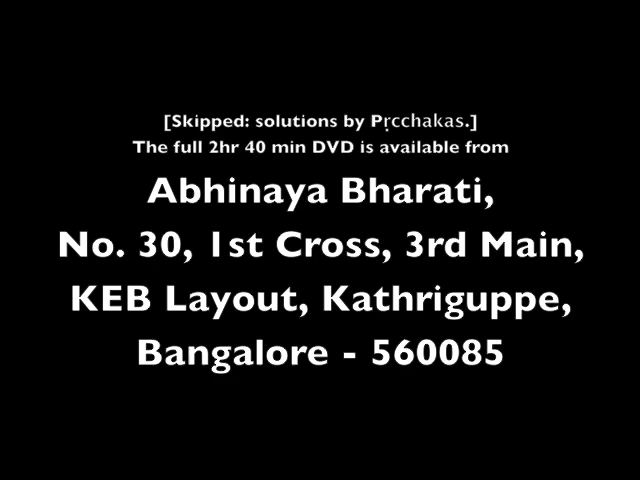 [Skipped: solutions by Pṛcchakas.]
The full 2hr 40 min DVD is available from
Abhinaya Bharati,
No. 30, 1st Cross, 3rd Main,
KEB Layout, Kathriguppe,
Bangalore - 560085